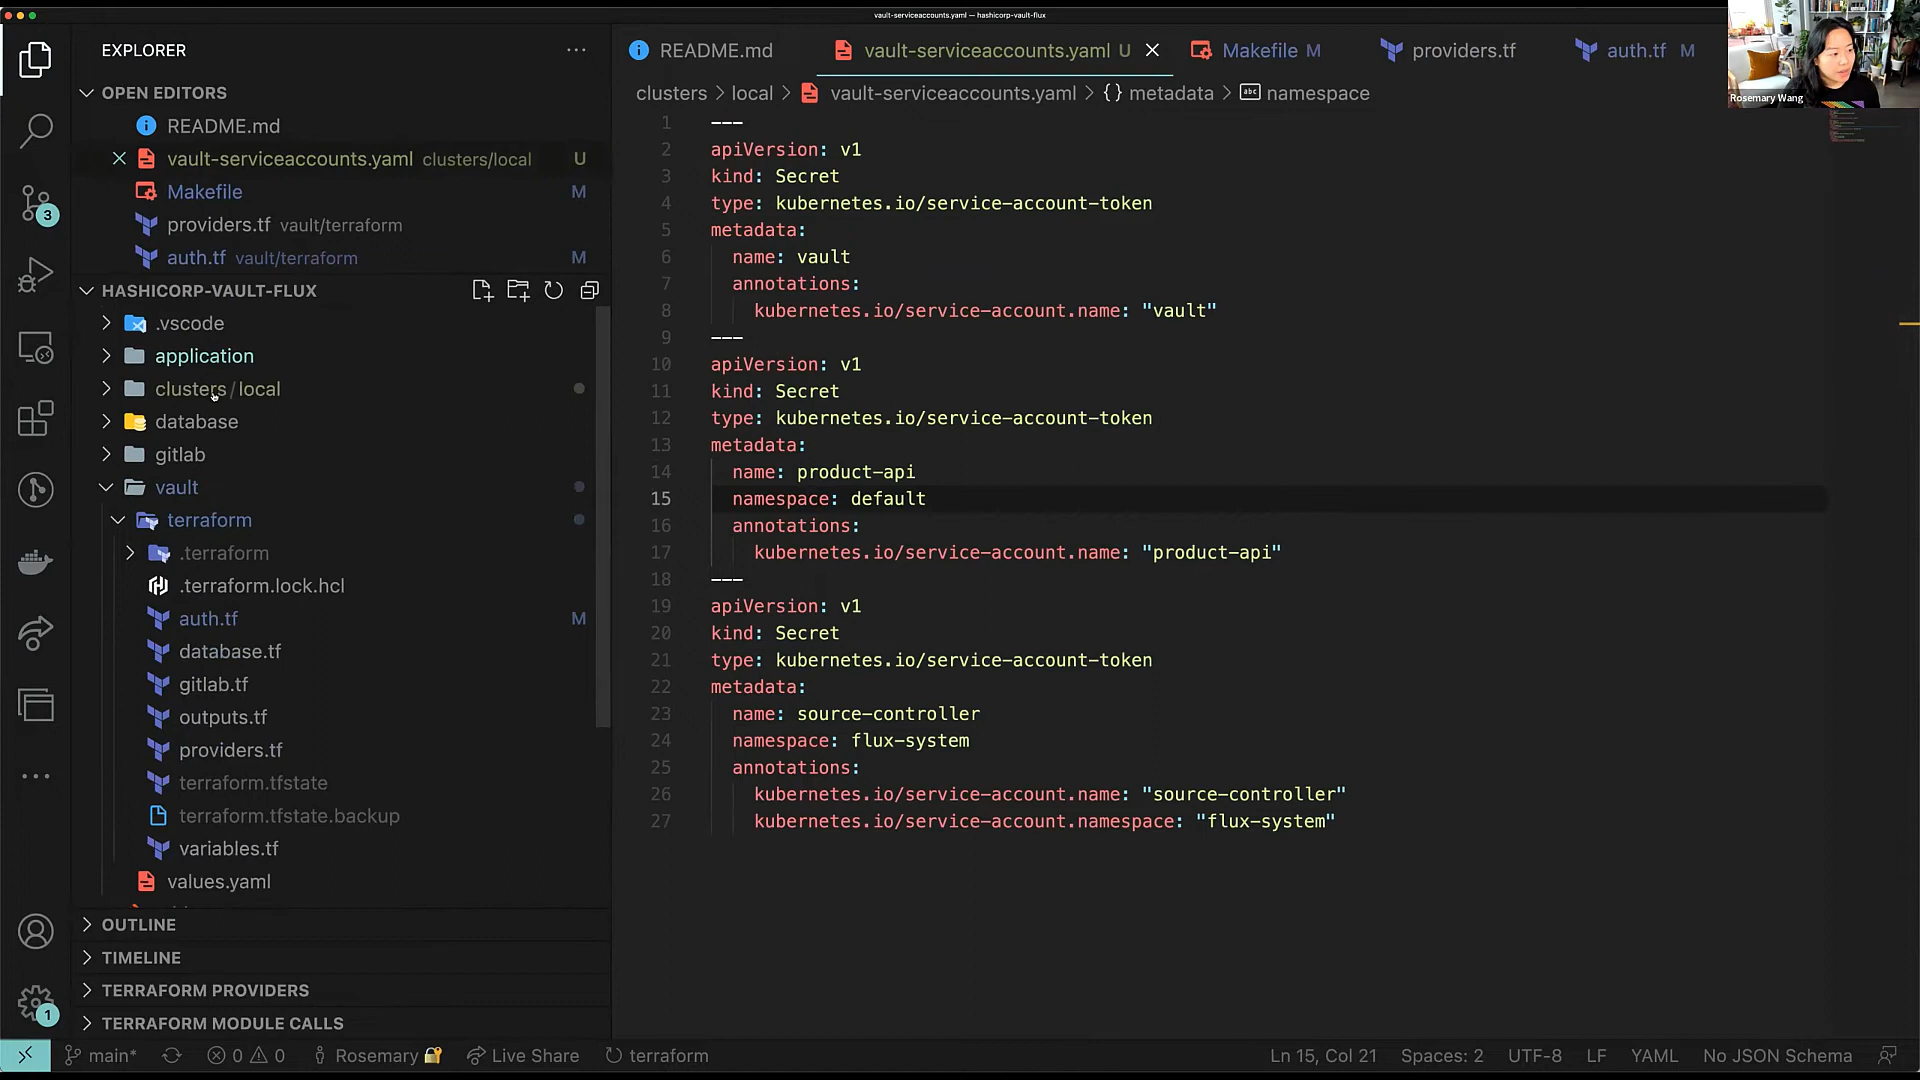 vault-serviceaccounts.yaml — hashicorp-vault-flux
EXPLORER
OPEN EDITORS
README.md
vault-serviceaccounts.yaml clusters/local U
Makefile M
providers.tf vault/terraform
auth.tf vault/terraform M
HASHICORP-VAULT-FLUX
.vscode
application
clusters / local
database
gitlab
vault
terraform
.terraform
.terraform.lock.hcl
auth.tf M
database.tf
gitlab.tf
outputs.tf
providers.tf
terraform.tfstate
terraform.tfstate.backup
variables.tf
values.yaml
OUTLINE
TIMELINE
TERRAFORM PROVIDERS
TERRAFORM MODULE CALLS
3
1
README.md vault-serviceaccounts.yaml U Makefile M providers.tf auth.tf M
clusters > local > vault-serviceaccounts.yaml > {} metadata > abc namespace
1 ---
2 apiVersion: v1
3 kind: Secret
4 type: kubernetes.io/service-account-token
5 metadata:
6 name: vault
7 annotations:
8 kubernetes.io/service-account.name: "vault"
9 ---
10 apiVersion: v1
11 kind: Secret
12 type: kubernetes.io/service-account-token
13 metadata:
14 name: product-api
15 namespace: default
16 annotations:
17 kubernetes.io/service-account.name: "product-api"
18 ---
19 apiVersion: v1
20 kind: Secret
21 type: kubernetes.io/service-account-token
22 metadata:
23 name: source-controller
24 namespace: flux-system
25 annotations:
26 kubernetes.io/service-account.name: "source-controller"
27 kubernetes.io/service-account.namespace: "flux-system"
Rosemary Wang
main* 0 0 Rosemary Live Share terraform Ln 15, Col 21 Spaces: 2 UTF-8 LF YAML No JSON Schema